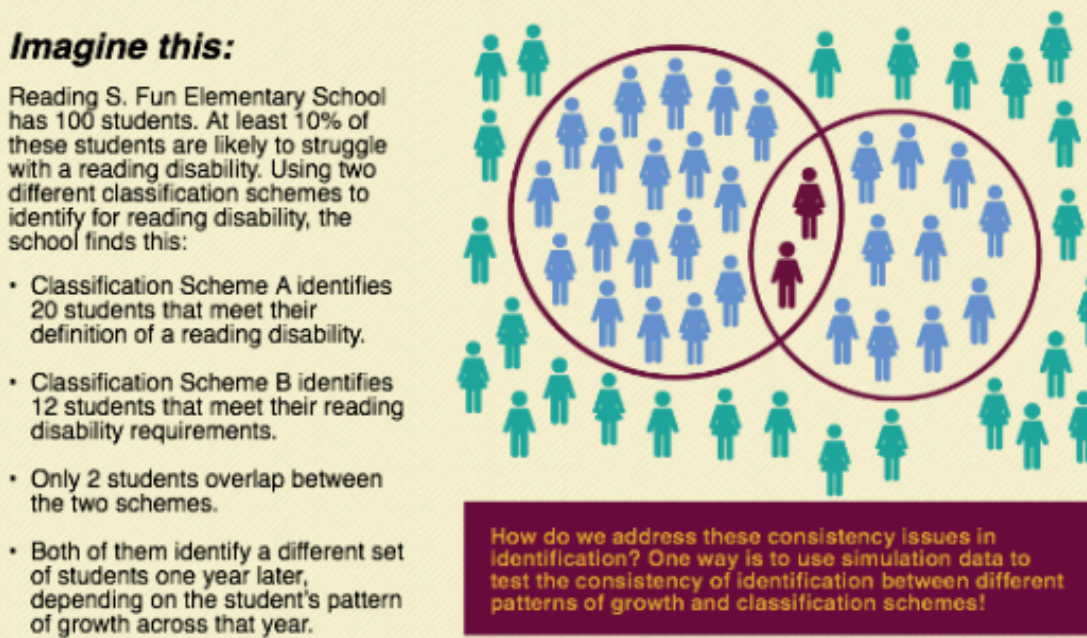 Imagine this:
Reading S. Fun Elementary School
has 100 students. At least 10% of
these students are likely to struggle
with a reading disability. Using two
different classification schemes to
identify for reading disability, the
school finds this:
• Classification Scheme A identifies
20 students that meet their
definition of a reading disability.
• Classification Scheme B identifies
12 students that meet their reading
disability requirements.
• Only 2 students overlap between
the two schemes.
• Both of them identify a different set
of students one year later,
depending on the student's pattern
of growth across that year.
How do we address these consistency issues in
identification? One way is to use simulation data to
test the consistency of identification between different
patterns of growth and classification schemes!